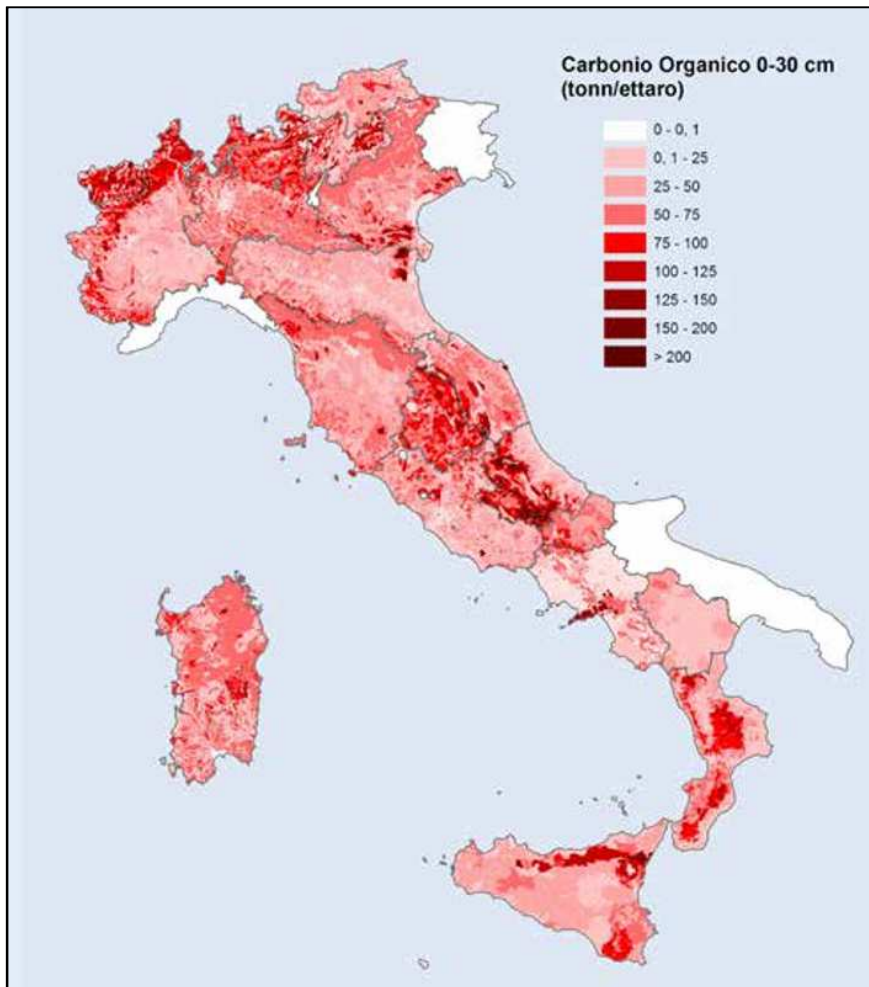 Carbonio Organico 0-30 cm
(tonn/ettaro)
0 - 0, 1
0, 1 - 25
25 - 50
50 - 75
75 - 100
100 - 125
125 - 150
150 - 200
> 200